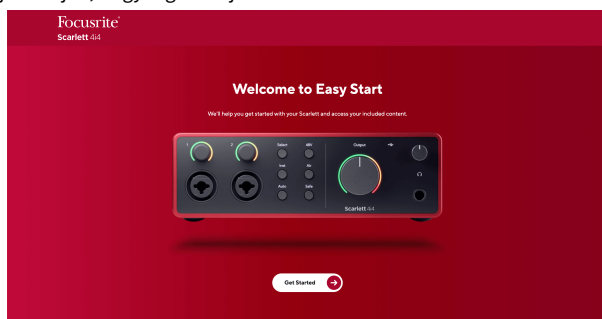 Focusrite®
Scarlett 4i4
Welcome to Easy Start
We'll help you get started with your Scarlett and access your included content.
1
2
Select
48V
Output
Inst
Air
Auto
Safe
Scarlett 4i4
Get Started